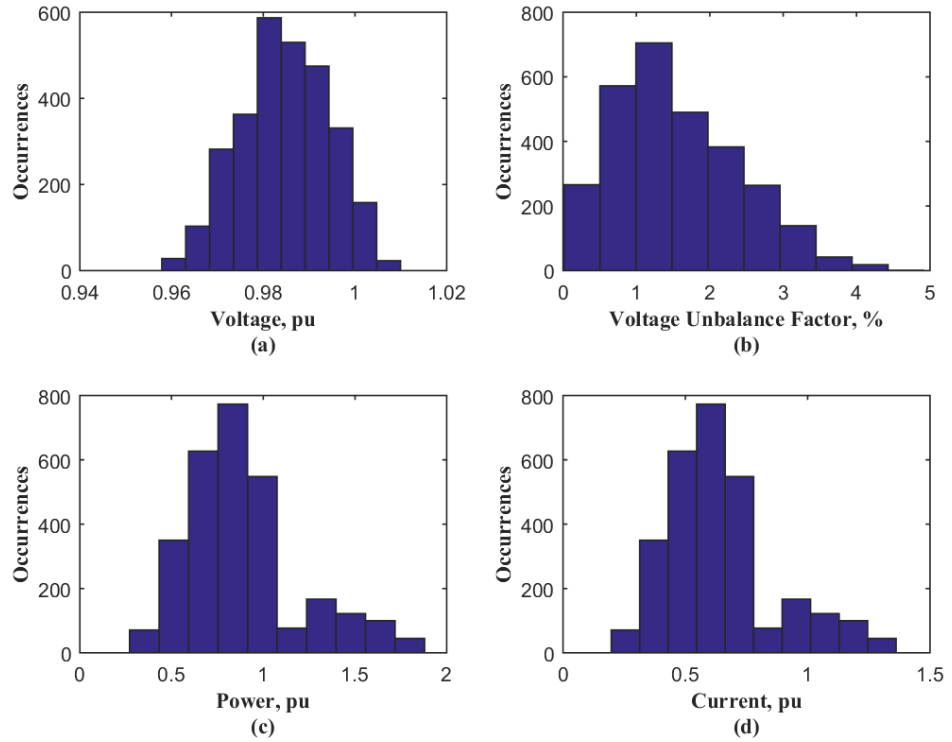 600
400
200
0
0.94 0.96 0.98 1 1.02
Occurrences
Voltage, pu
(a)
800
600
400
200
0
0 1 2 3 4 5
Occurrences
Voltage Unbalance Factor, %
(b)
800
600
400
200
0
0 0.5 1 1.5 2
Occurrences
Power, pu
(c)
800
600
400
200
0
0 0.5 1 1.5
Occurrences
Current, pu
(d)